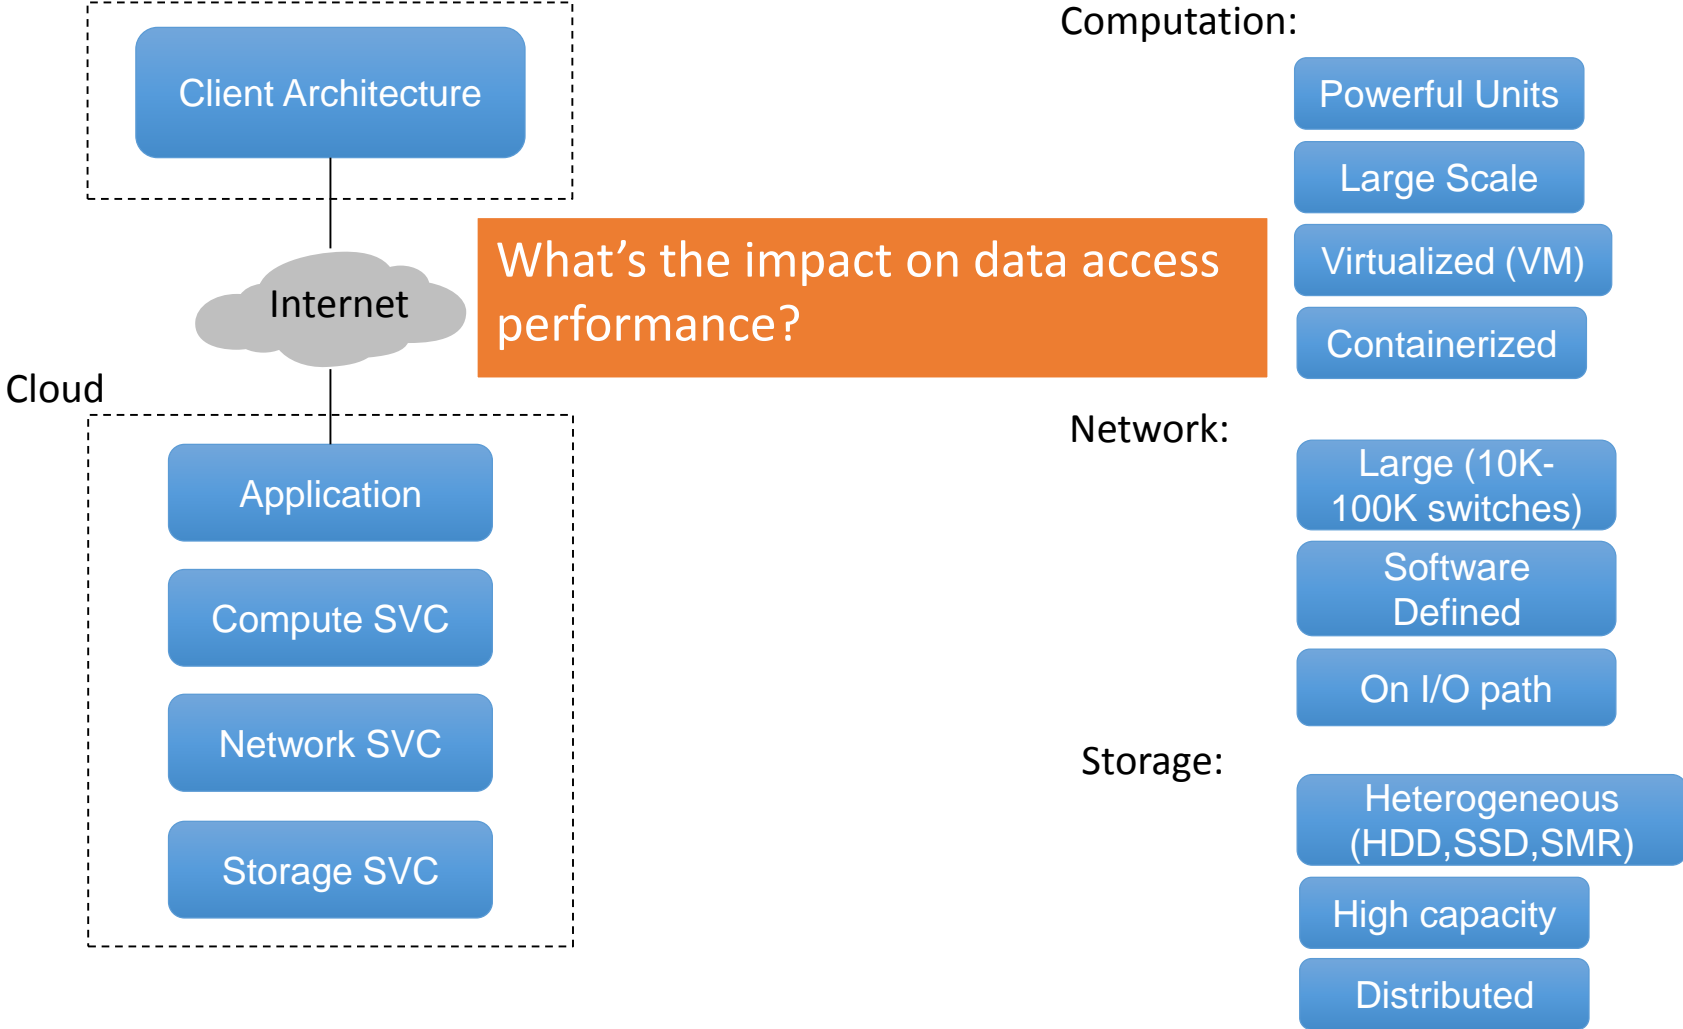 Client Architecture
Internet
Cloud
Application
Compute SVC
Network SVC
Storage SVC
What’s the impact on data access
performance?
Computation:
Powerful Units
Large Scale
Virtualized (VM)
Containerized
Network:
Large (10K-
100K switches)
Software
Defined
On I/O path
Storage:
Heterogeneous
(HDD,SSD,SMR)
High capacity
Distributed